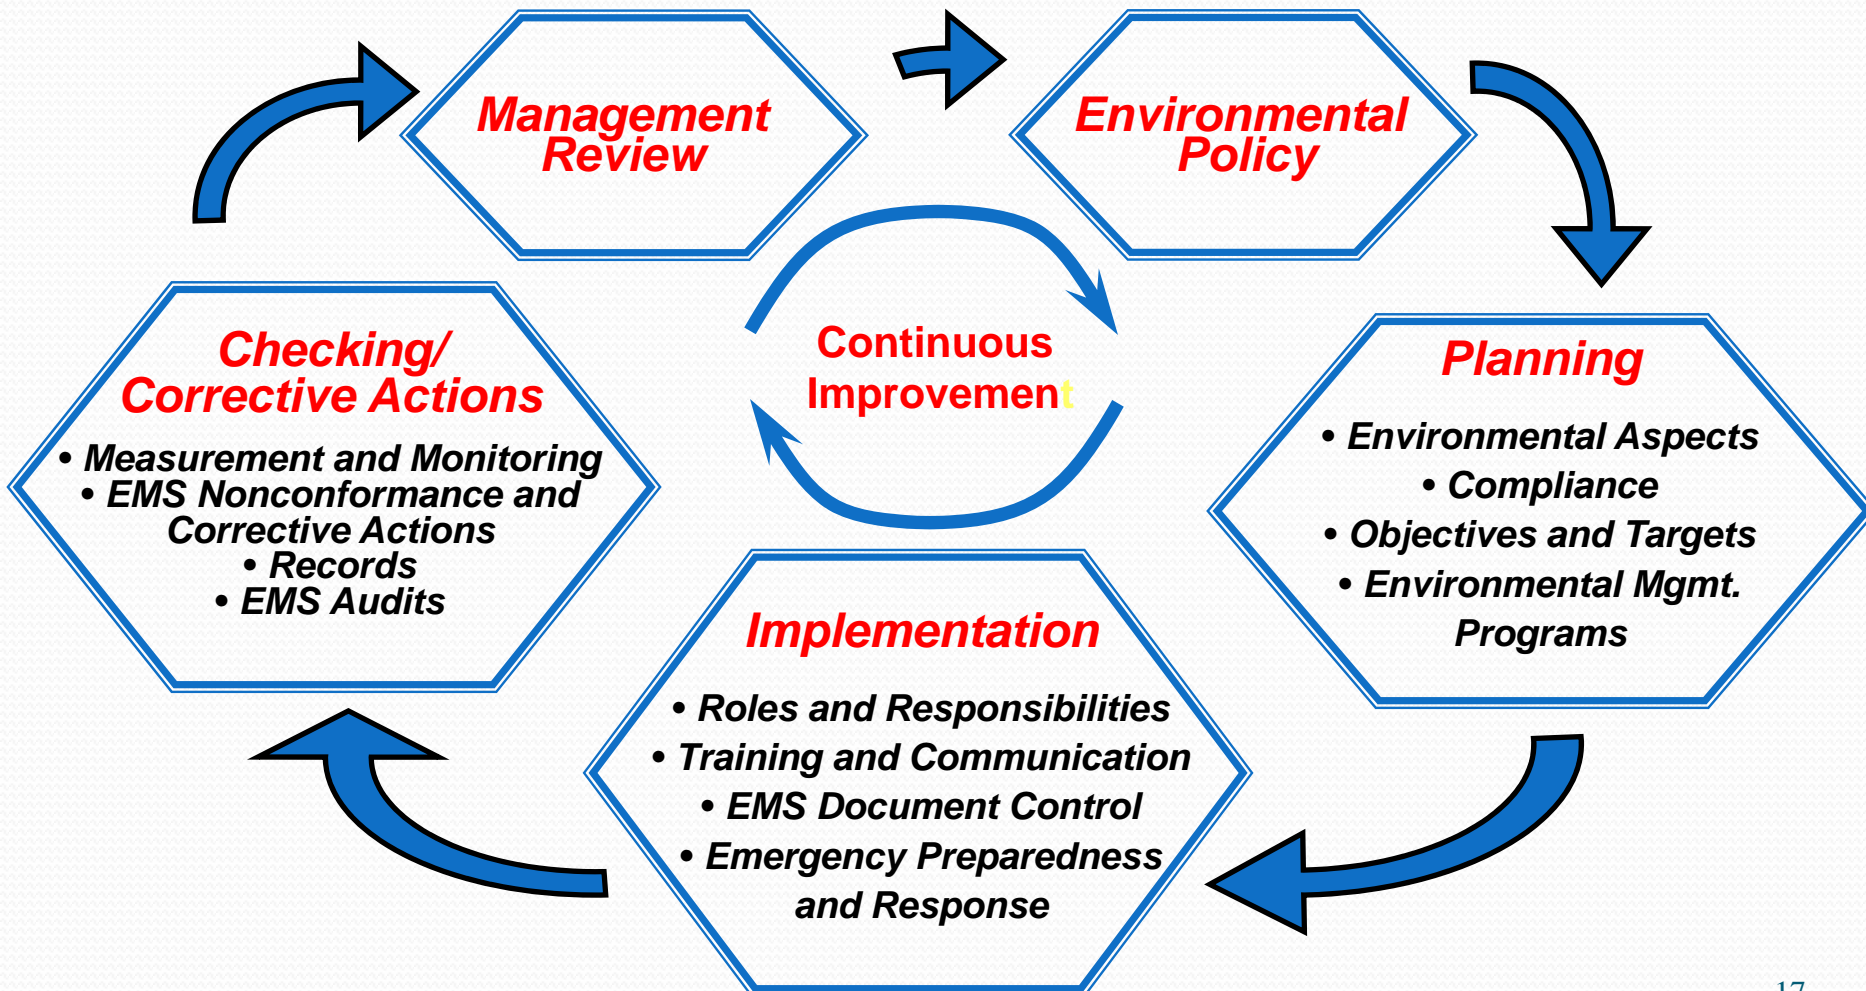 Management
Review
Environmental
Policy
Checking/
Corrective Actions
• Measurement and Monitoring
• EMS Nonconformance and
Corrective Actions
• Records
• EMS Audits
Continuous
Improvement
Planning
• Environmental Aspects
• Compliance
• Objectives and Targets
• Environmental Mgmt.
Programs
Implementation
• Roles and Responsibilities
• Training and Communication
• EMS Document Control
• Emergency Preparedness
and Response
17